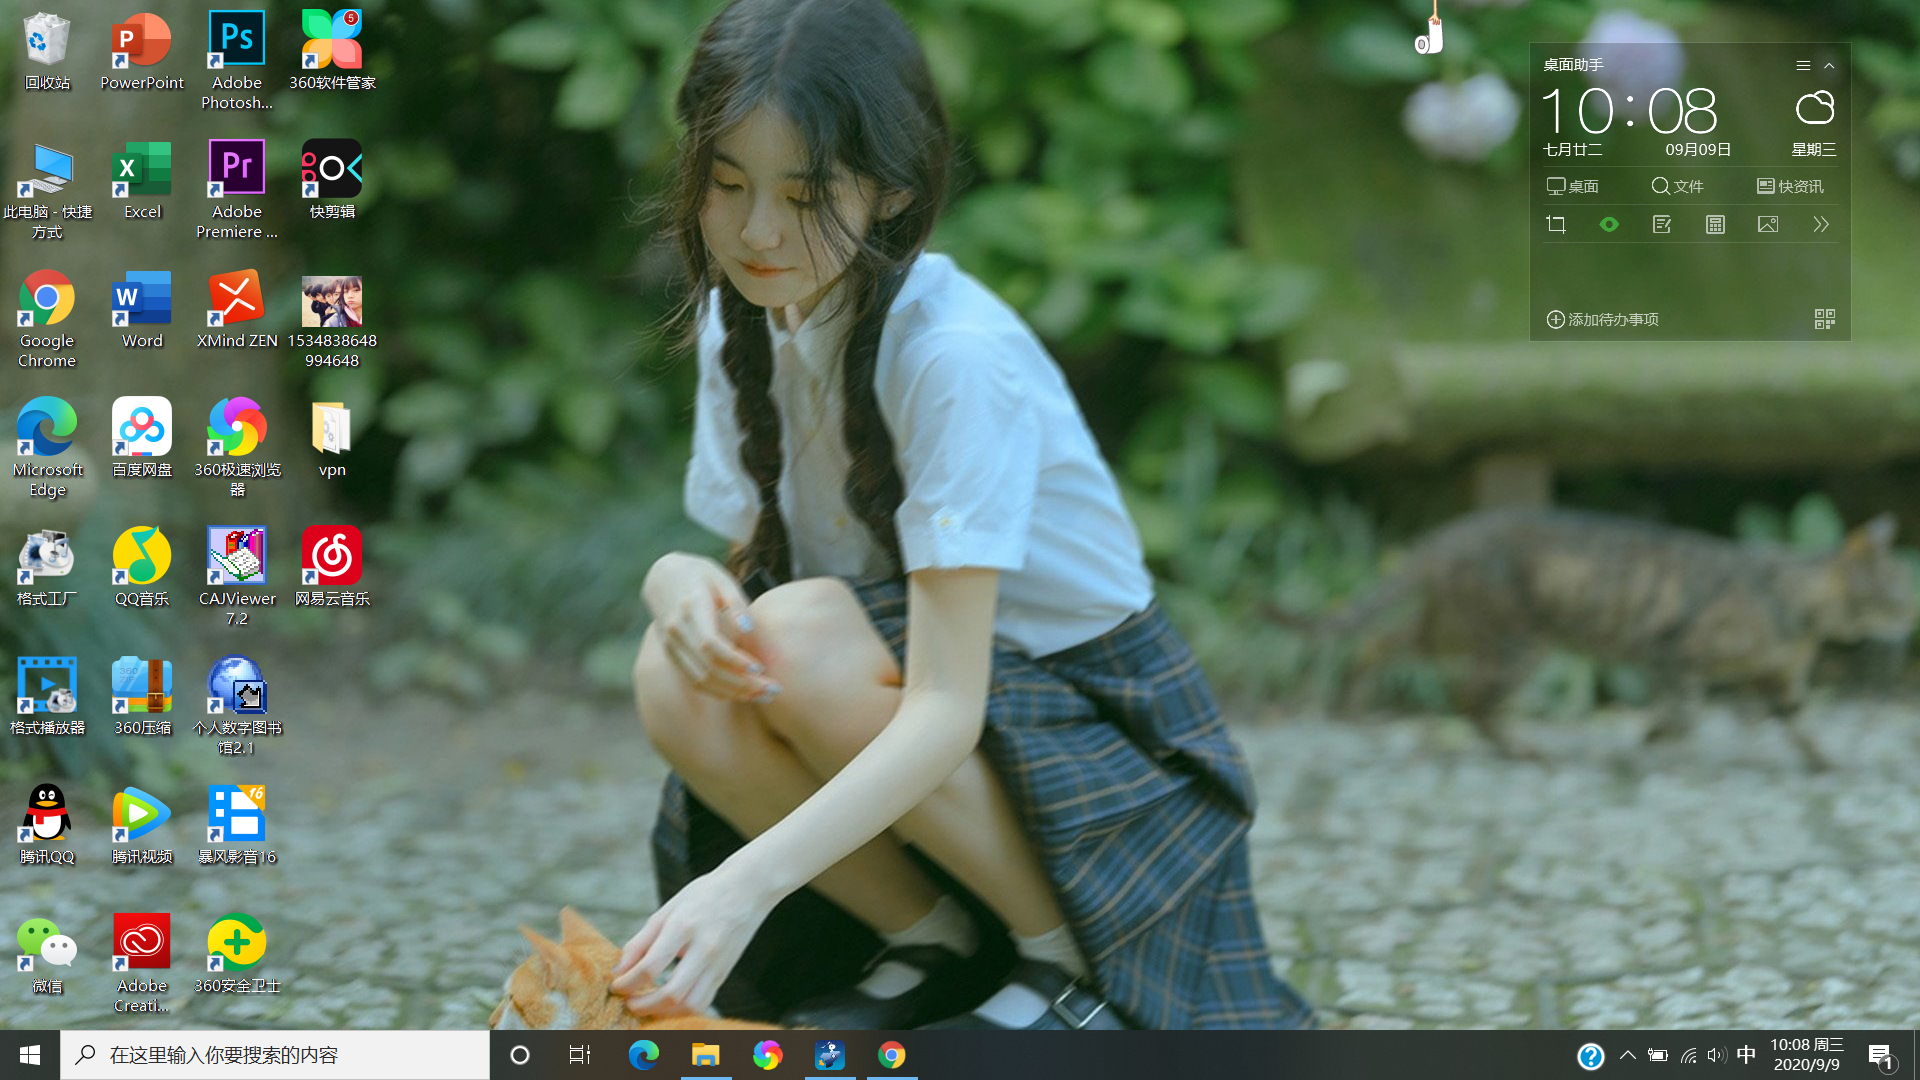 回收站
PowerPoint
Adobe
Photosh...
360软件管家
5
此电脑 - 快捷
方式
Excel
Adobe
Premiere ...
快剪辑
Google
Chrome
Word
XMind ZEN
1534838648
994648
Microsoft
Edge
百度网盘
360极速浏览
器
vpn
格式工厂
QQ音乐
CAJViewer
7.2
网易云音乐
格式播放器
360压缩
个人数字图书
馆2.1
腾讯QQ
腾讯视频
暴风影音16
微信
Adobe
Creati...
360安全卫士
桌面助手
10:08
七月廿二
09月09日
星期三
桌面
文件
快资讯
添加待办事项
在这里输入你要搜索的内容
中
10:08 周三
2020/9/9
1
P
Ps
X
Pr
W
360
16